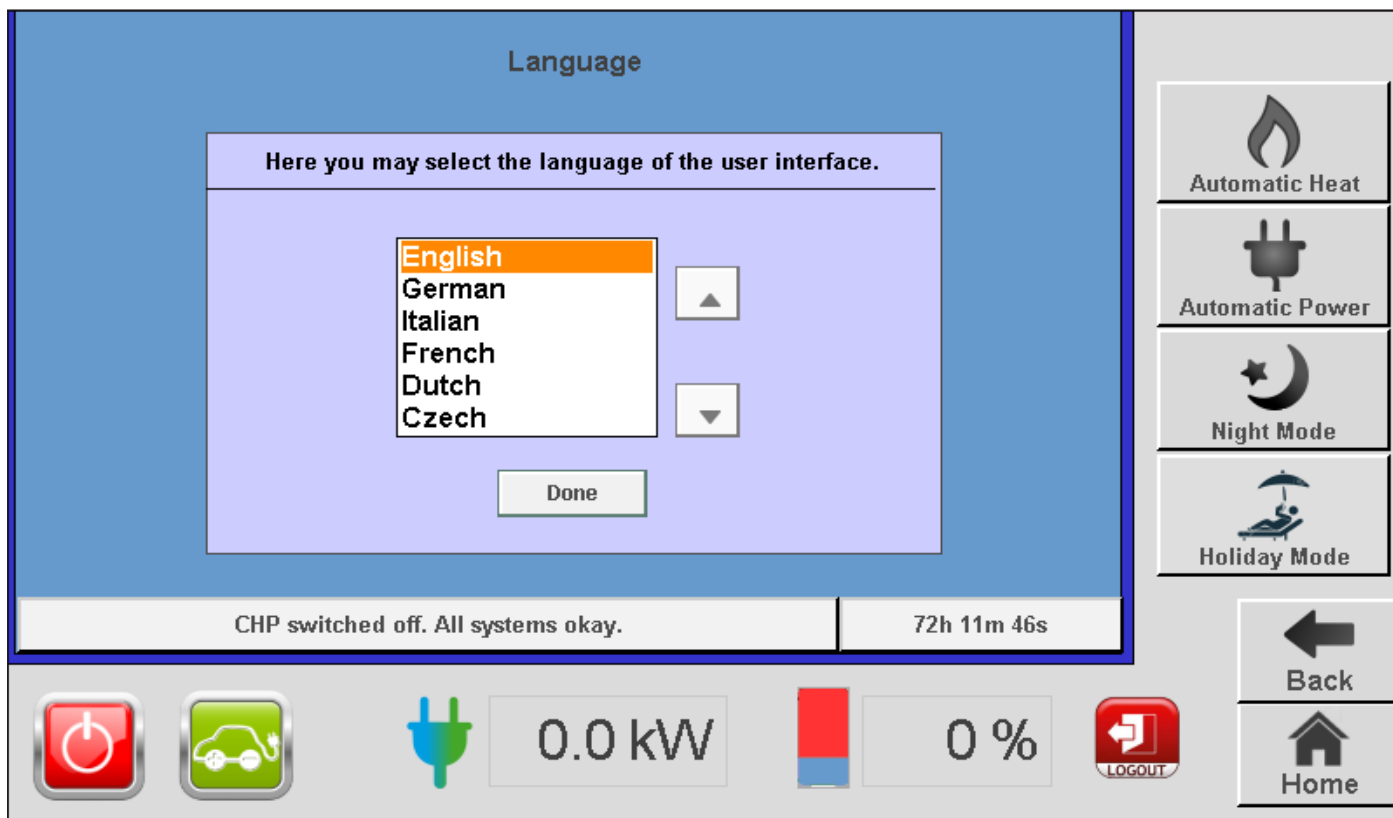 Language
Here you may select the language of the user interface.
English
German
Italian
French
Dutch
Czech
Done
CHP switched off. All systems okay.
72h 11m 46s
Automatic Heat
Automatic Power
Night Mode
Holiday Mode
Back
Home
0.0 kW
0 %
LOGOUT